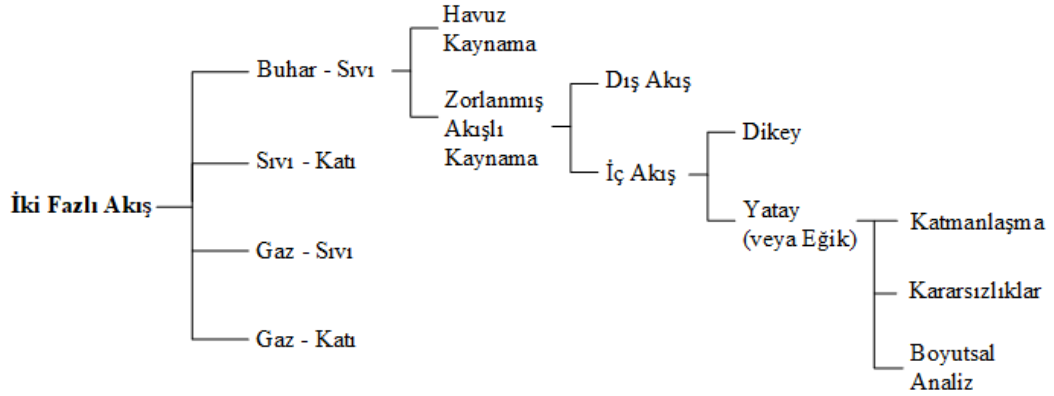 İki Fazlı Akış
Buhar - Sıvı
Sıvı - Katı
Gaz - Sıvı
Gaz - Katı
Havuz
Kaynama
Zorlanmış
Akışlı
Kaynama
Dış Akış
İç Akış
Dikey
Yatay
(veya Eğik)
Katmanlaşma
Kararsızlıklar
Boyutsal
Analiz